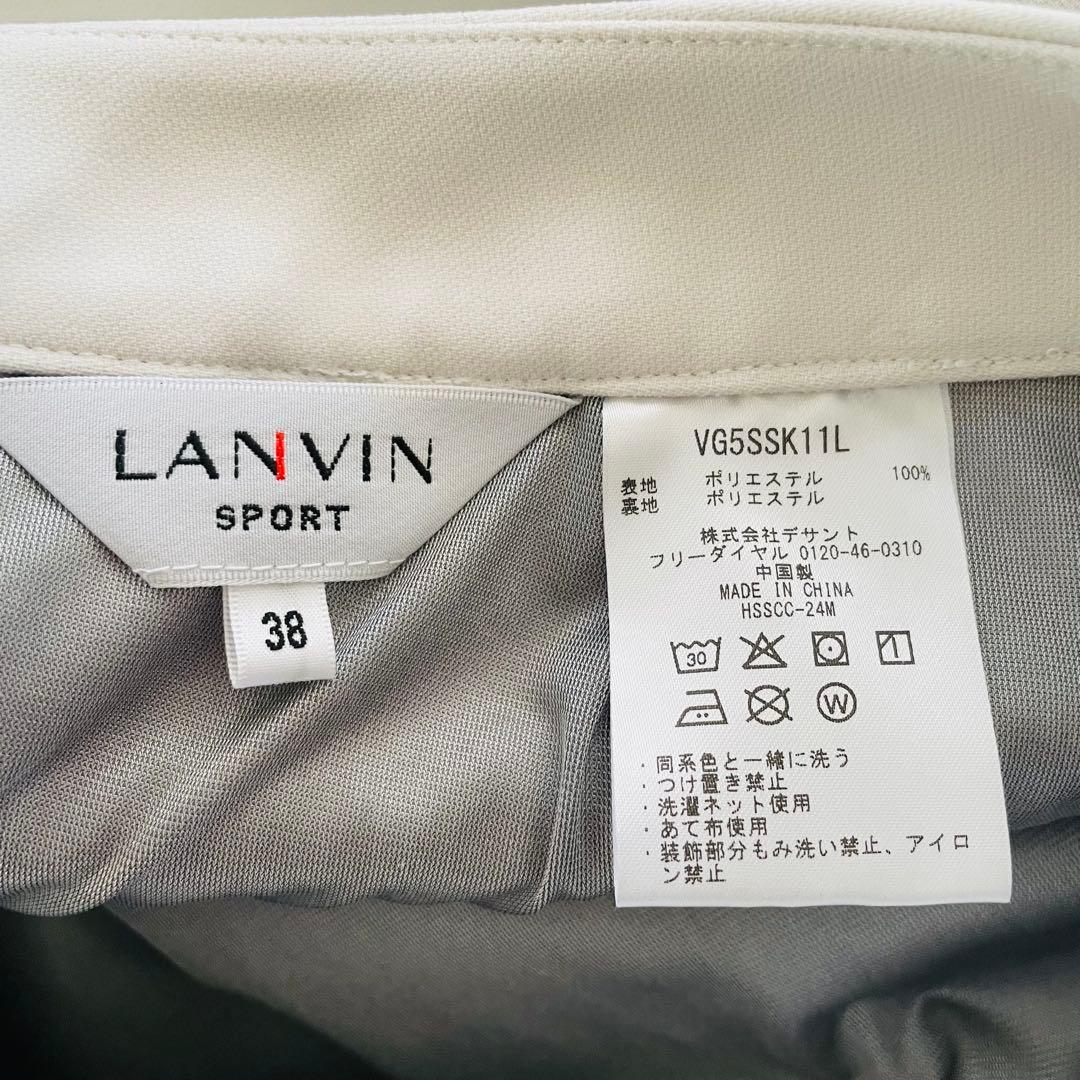 LANVIN
SPORT
38
VG5SSK11L
表地 ポリエステル 100%
裏地 ポリエステル
株式会社デサント
フリーダイヤル 0120-46-0310
中国製
MADE IN CHINA
HSSCC-24M
30
W
・同系色と一緒に洗う
・つけ置き禁止
・洗濯ネット使用
・あて布使用
・装飾部分もみ洗い禁止、アイロ
ン禁止